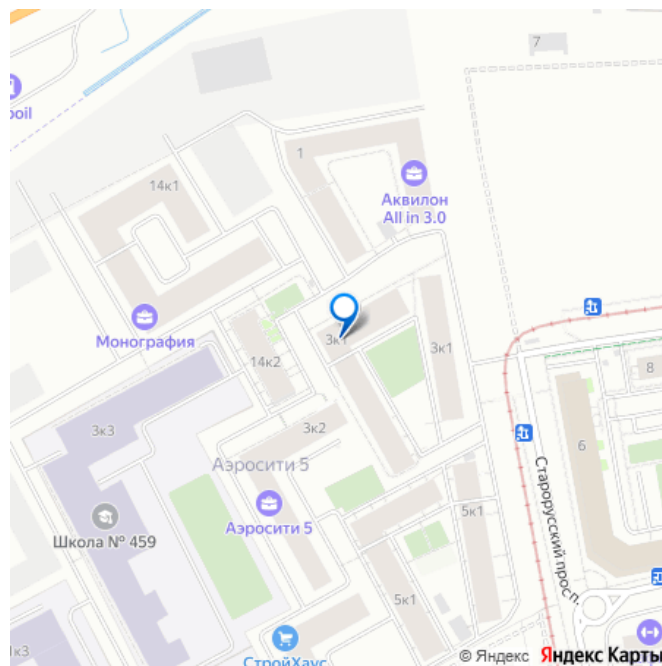 7
oil
1
14к1
Аквилон
All in 3.0
Монография
3к1
3к1
14к2
8
3к3
3к2
6
Аэросити 5
Старорусский просп.
Школа № 459
Аэросити 5
5к1
5к1
1к3
СтройХаус
© Яндекс Яндекс Карты